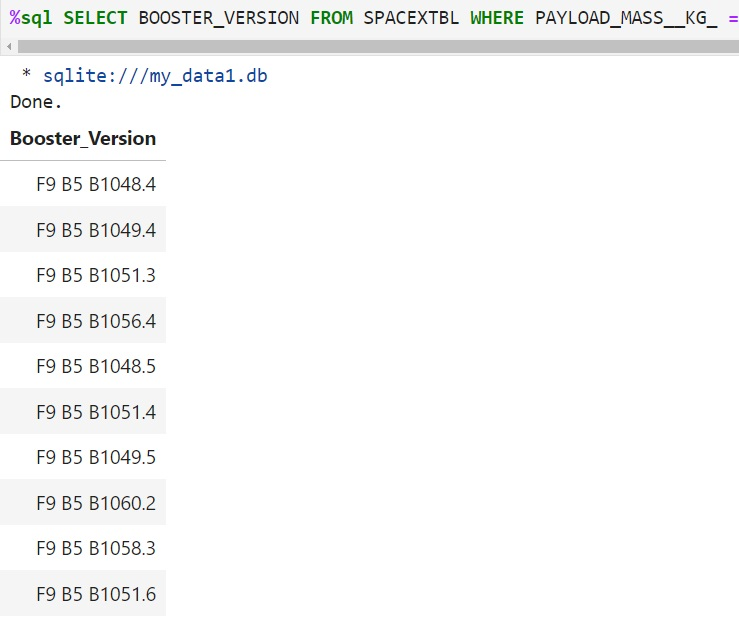 %sql SELECT BOOSTER_VERSION FROM SPACEXTBL WHERE PAYLOAD_MASS__KG_ =
* sqlite:///my_data1.db
Done.
Booster_Version
F9 B5 B1048.4
F9 B5 B1049.4
F9 B5 B1051.3
F9 B5 B1056.4
F9 B5 B1048.5
F9 B5 B1051.4
F9 B5 B1049.5
F9 B5 B1060.2
F9 B5 B1058.3
F9 B5 B1051.6